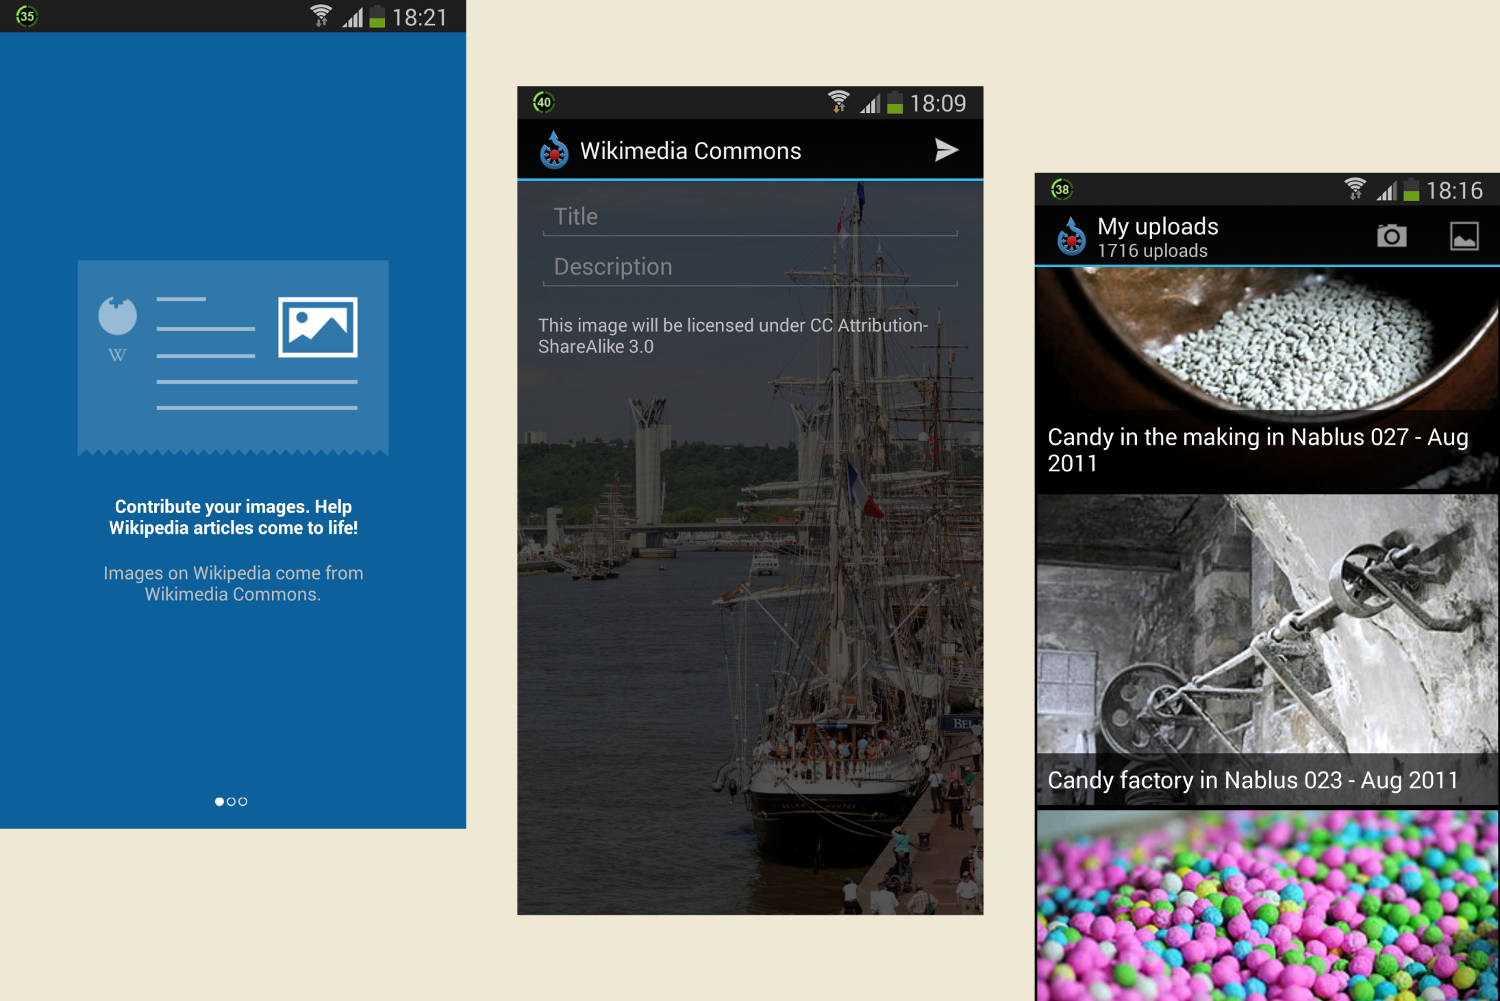 35
18:21
W
Contribute your images. Help
Wikipedia articles come to life!
Images on Wikipedia come from
Wikimedia Commons.
40
18:09
Wikimedia Commons
Title
Description
This image will be licensed under CC Attribution-
ShareAlike 3.0
BEL
38
18:16
My uploads
1716 uploads
Candy in the making in Nablus 027 - Aug
2011
Candy factory in Nablus 023 - Aug 2011